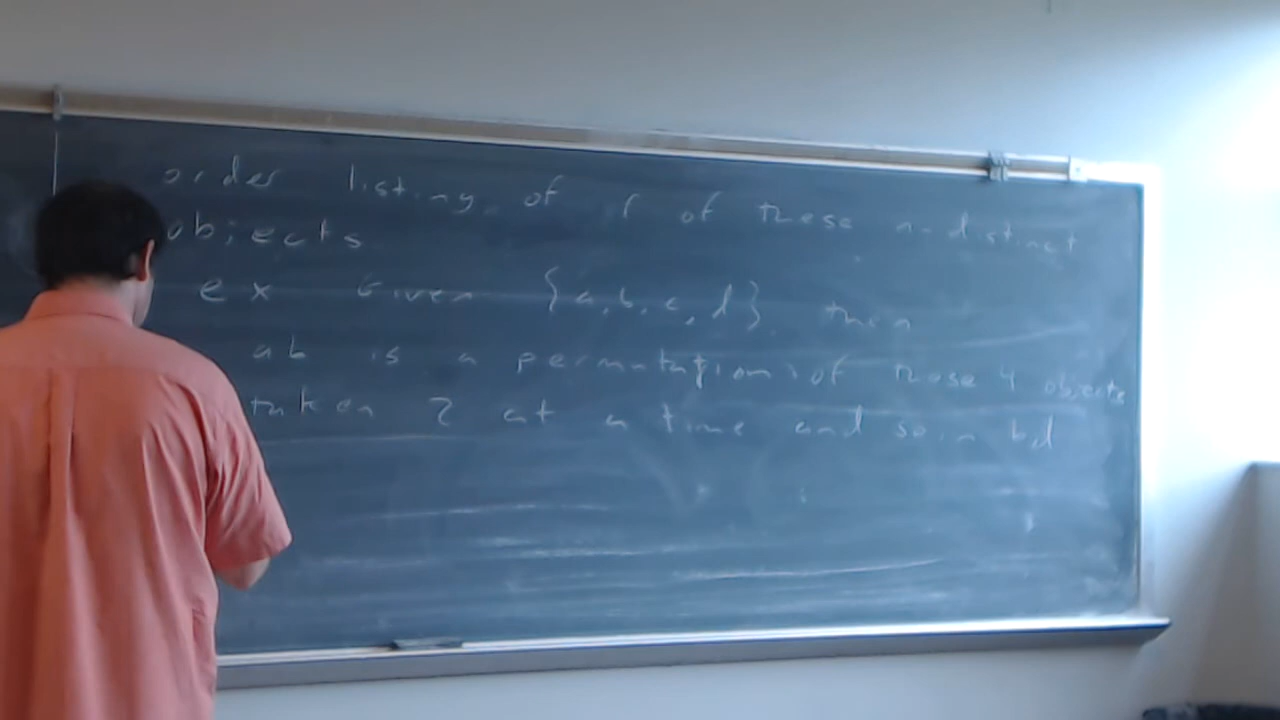 order listing of r of these n distinct
objects
ex Given {a,b,c,d} then
ab is a permutation of those 4 objects
taken 2 at a time and so is bd